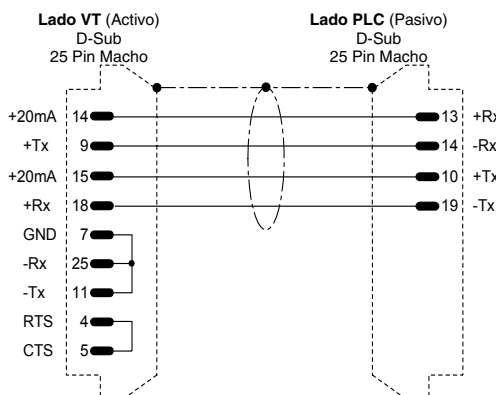 Lado VT (Activo)
D-Sub
25 Pin Macho
Lado PLC (Pasivo)
D-Sub
25 Pin Macho
+20mA 14 13 +Rx
+Tx 9 14 -Rx
+20mA 15 10 +Tx
+Rx 18 19 -Tx
GND 7
-Rx 25
-Tx 11
RTS 4
CTS 5